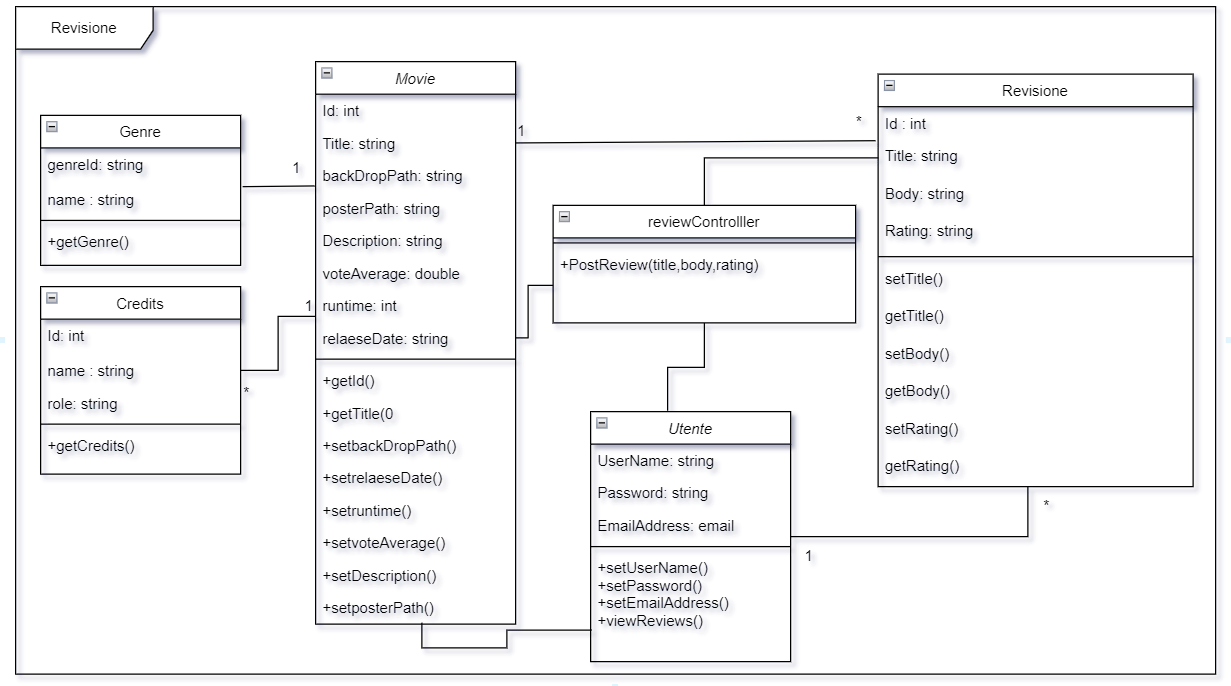 Revisione
Genre
genreId: string
name : string
+getGenre()
1
Credits
Id: int
name : string
role: string
+getCredits()
1
*
Movie
Id: int
Title: string
backDropPath: string
posterPath: string
Description: string
voteAverage: double
runtime: int
relaeseDate: string
+getId()
+getTitle(0
+setbackDropPath()
+setrelaeseDate()
+setruntime()
+setvoteAverage()
+setDescription()
+setposterPath()
1
*
reviewControlller
+PostReview(title,body,rating)
Utente
UserName: string
Password: string
EmailAddress: email
+setUserName()
+setPassword()
+setEmailAddress()
+viewReviews()
1
*
Revisione
Id : int
Title: string
Body: string
Rating: string
setTitle()
getTitle()
setBody()
getBody()
setRating()
getRating()